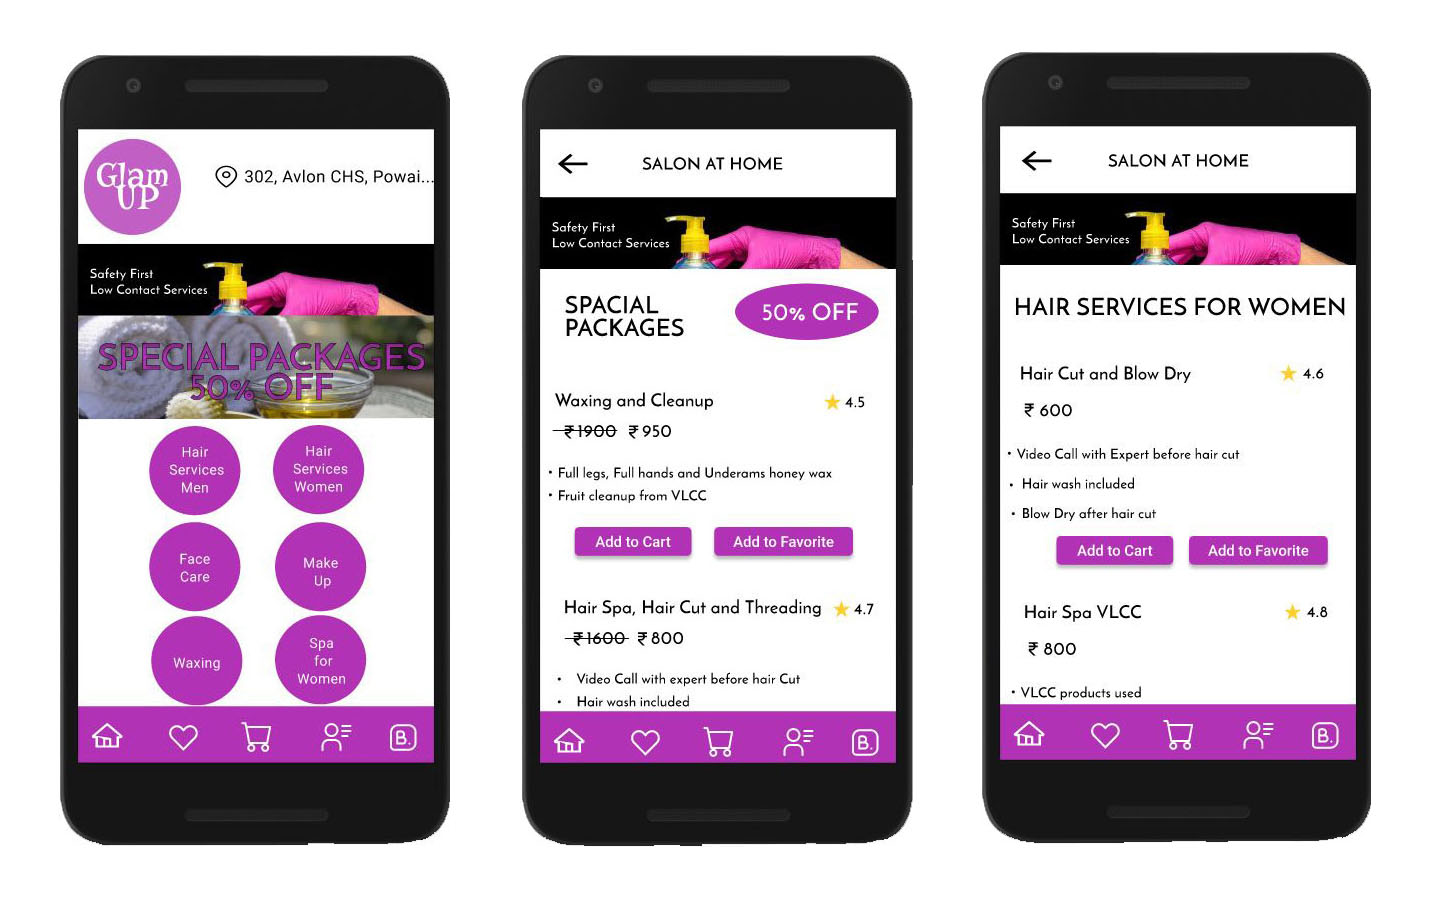 Glam
UP
302, Avlon CHS, Powai...
Safety First
Low Contact Services
SPECIAL PACKAGES
50% OFF
Hair
Services
Men
Hair
Services
Women
Face
Care
Make
Up
Waxing
Spa
for
Women
B.
SALON AT HOME
Safety First
Low Contact Services
SPACIAL
PACKAGES
50% OFF
Waxing and Cleanup
4.5
₹1900 ₹950
• Full legs, Full hands and Underams honey wax
• Fruit cleanup from VLCC
Add to Cart
Add to Favorite
Hair Spa, Hair Cut and Threading
4.7
₹1600 ₹800
• Video Call with expert before hair Cut
• Hair wash included
B.
SALON AT HOME
Safety First
Low Contact Services
HAIR SERVICES FOR WOMEN
Hair Cut and Blow Dry
4.6
₹ 600
• Video Call with Expert before hair cut
• Hair wash included
• Blow Dry after hair cut
Add to Cart
Add to Favorite
Hair Spa VLCC
4.8
₹ 800
• VLCC products used
B.